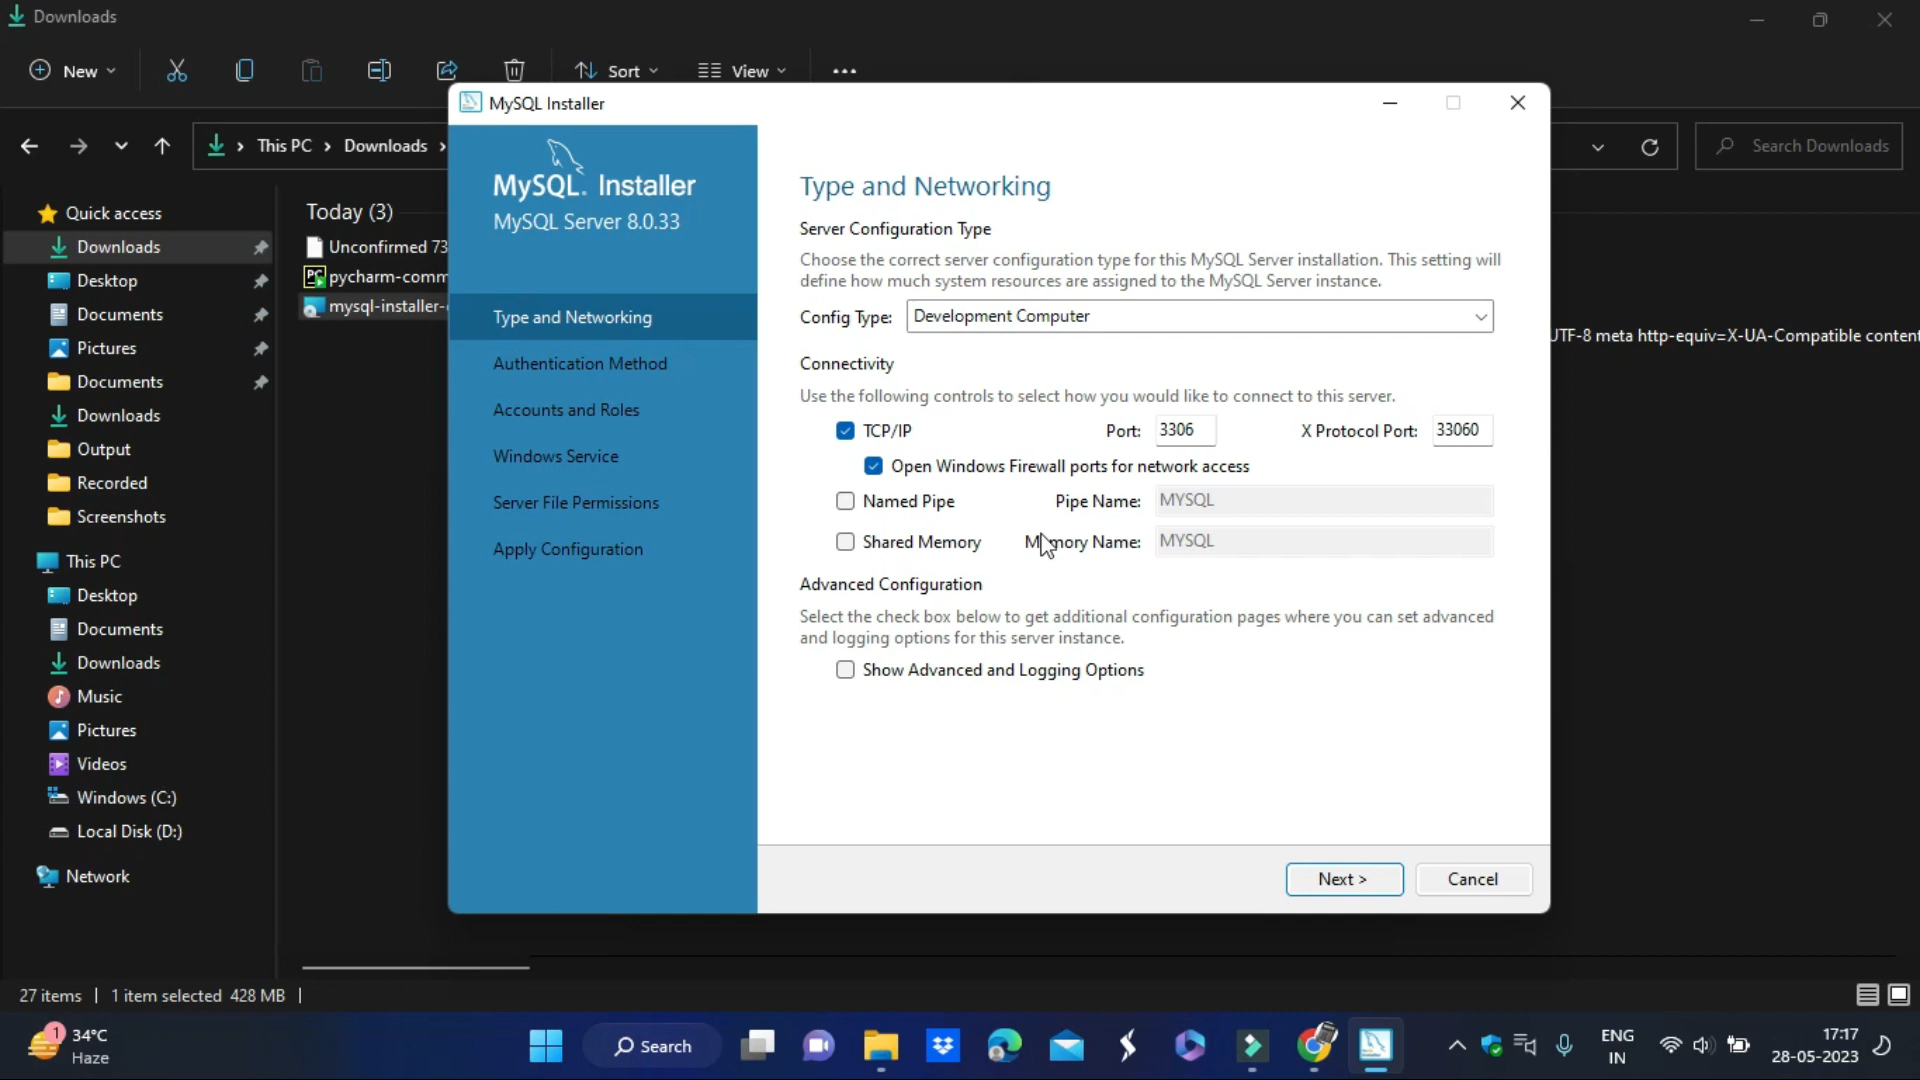 Downloads
New
Sort
View
This PC
Downloads
Search Downloads
Quick access
Downloads
Desktop
Documents
Pictures
Documents
Downloads
Output
Recorded
Screenshots
This PC
Desktop
Documents
Downloads
Music
Pictures
Videos
Windows (C:)
Local Disk (D:)
Network
Today (3)
Unconfirmed 73
pycharm-comm
mysql-installer-
UTF-8 meta http-equiv=X-UA-Compatible content
MySQL Installer
MySQL. Installer
MySQL Server 8.0.33
Type and Networking
Authentication Method
Accounts and Roles
Windows Service
Server File Permissions
Apply Configuration
Type and Networking
Server Configuration Type
Choose the correct server configuration type for this MySQL Server installation. This setting will
define how much system resources are assigned to the MySQL Server instance.
Config Type: Development Computer
Connectivity
Use the following controls to select how you would like to connect to this server.
TCP/IP Port: 3306 X Protocol Port: 33060
Open Windows Firewall ports for network access
Named Pipe Pipe Name: MYSQL
Shared Memory Memory Name: MYSQL
Advanced Configuration
Select the check box below to get additional configuration pages where you can set advanced
and logging options for this server instance.
Show Advanced and Logging Options
Next >
Cancel
27 items 1 item selected 428 MB
1
34°C
Haze
Search
ENG
IN
17:17
28-05-2023